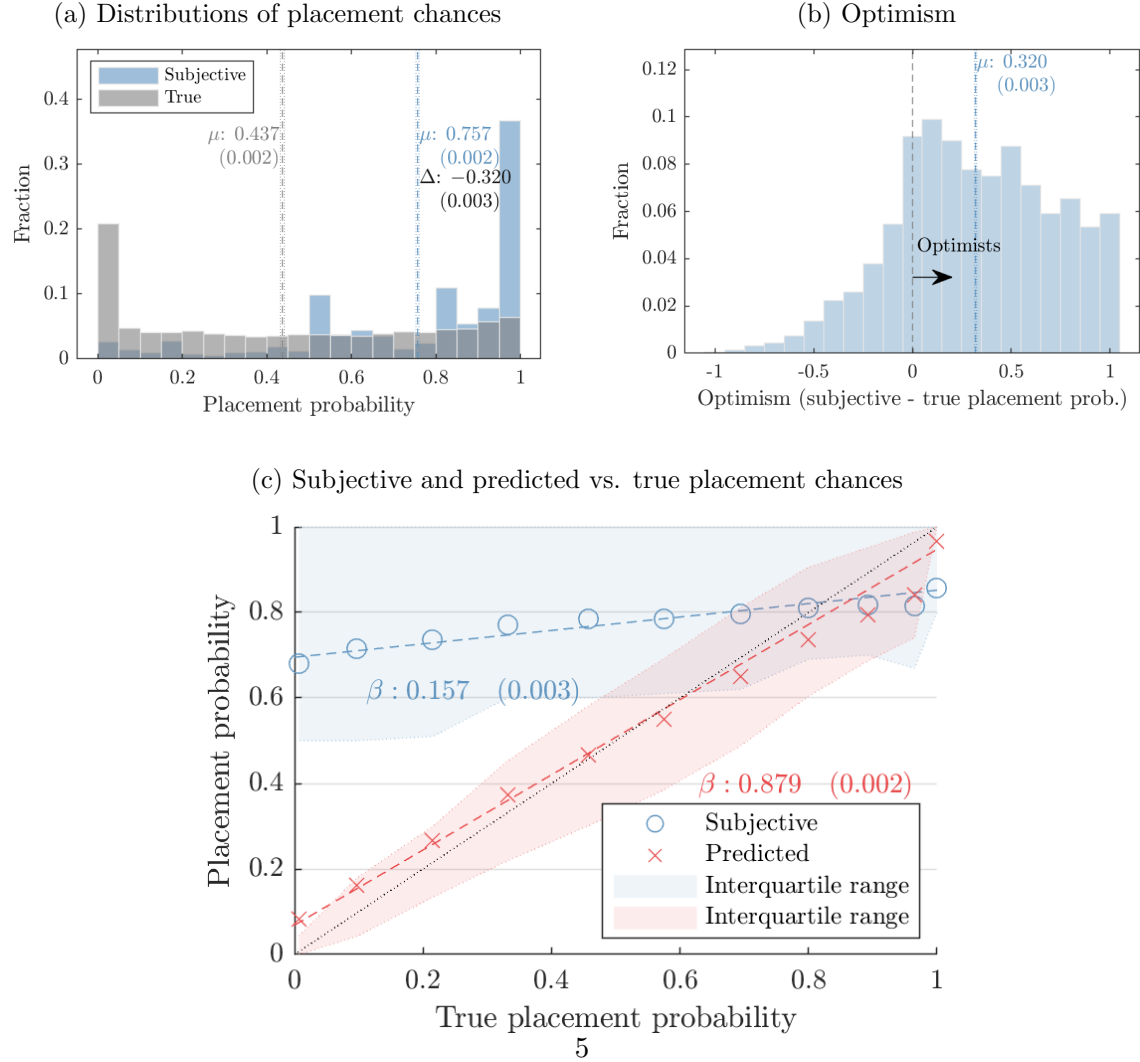 (a) Distributions of placement chances
Subjective
True
μ: 0.437
(0.002)
μ: 0.757
(0.002)
Δ: −0.320
(0.003)
Fraction
0.4
0.3
0.2
0.1
0
0 0.2 0.4 0.6 0.8 1
Placement probability
(b) Optimism
μ: 0.320
(0.003)
Optimists
Fraction
0.12
0.1
0.08
0.06
0.04
0.02
0
-1 -0.5 0 0.5 1
Optimism (subjective - true placement prob.)
(c) Subjective and predicted vs. true placement chances
Placement probability
1
0.8
0.6
0.4
0.2
0
β : 0.157 (0.003)
β : 0.879 (0.002)
Subjective
Predicted
Interquartile range
Interquartile range
0 0.2 0.4 0.6 0.8 1
True placement probability
5